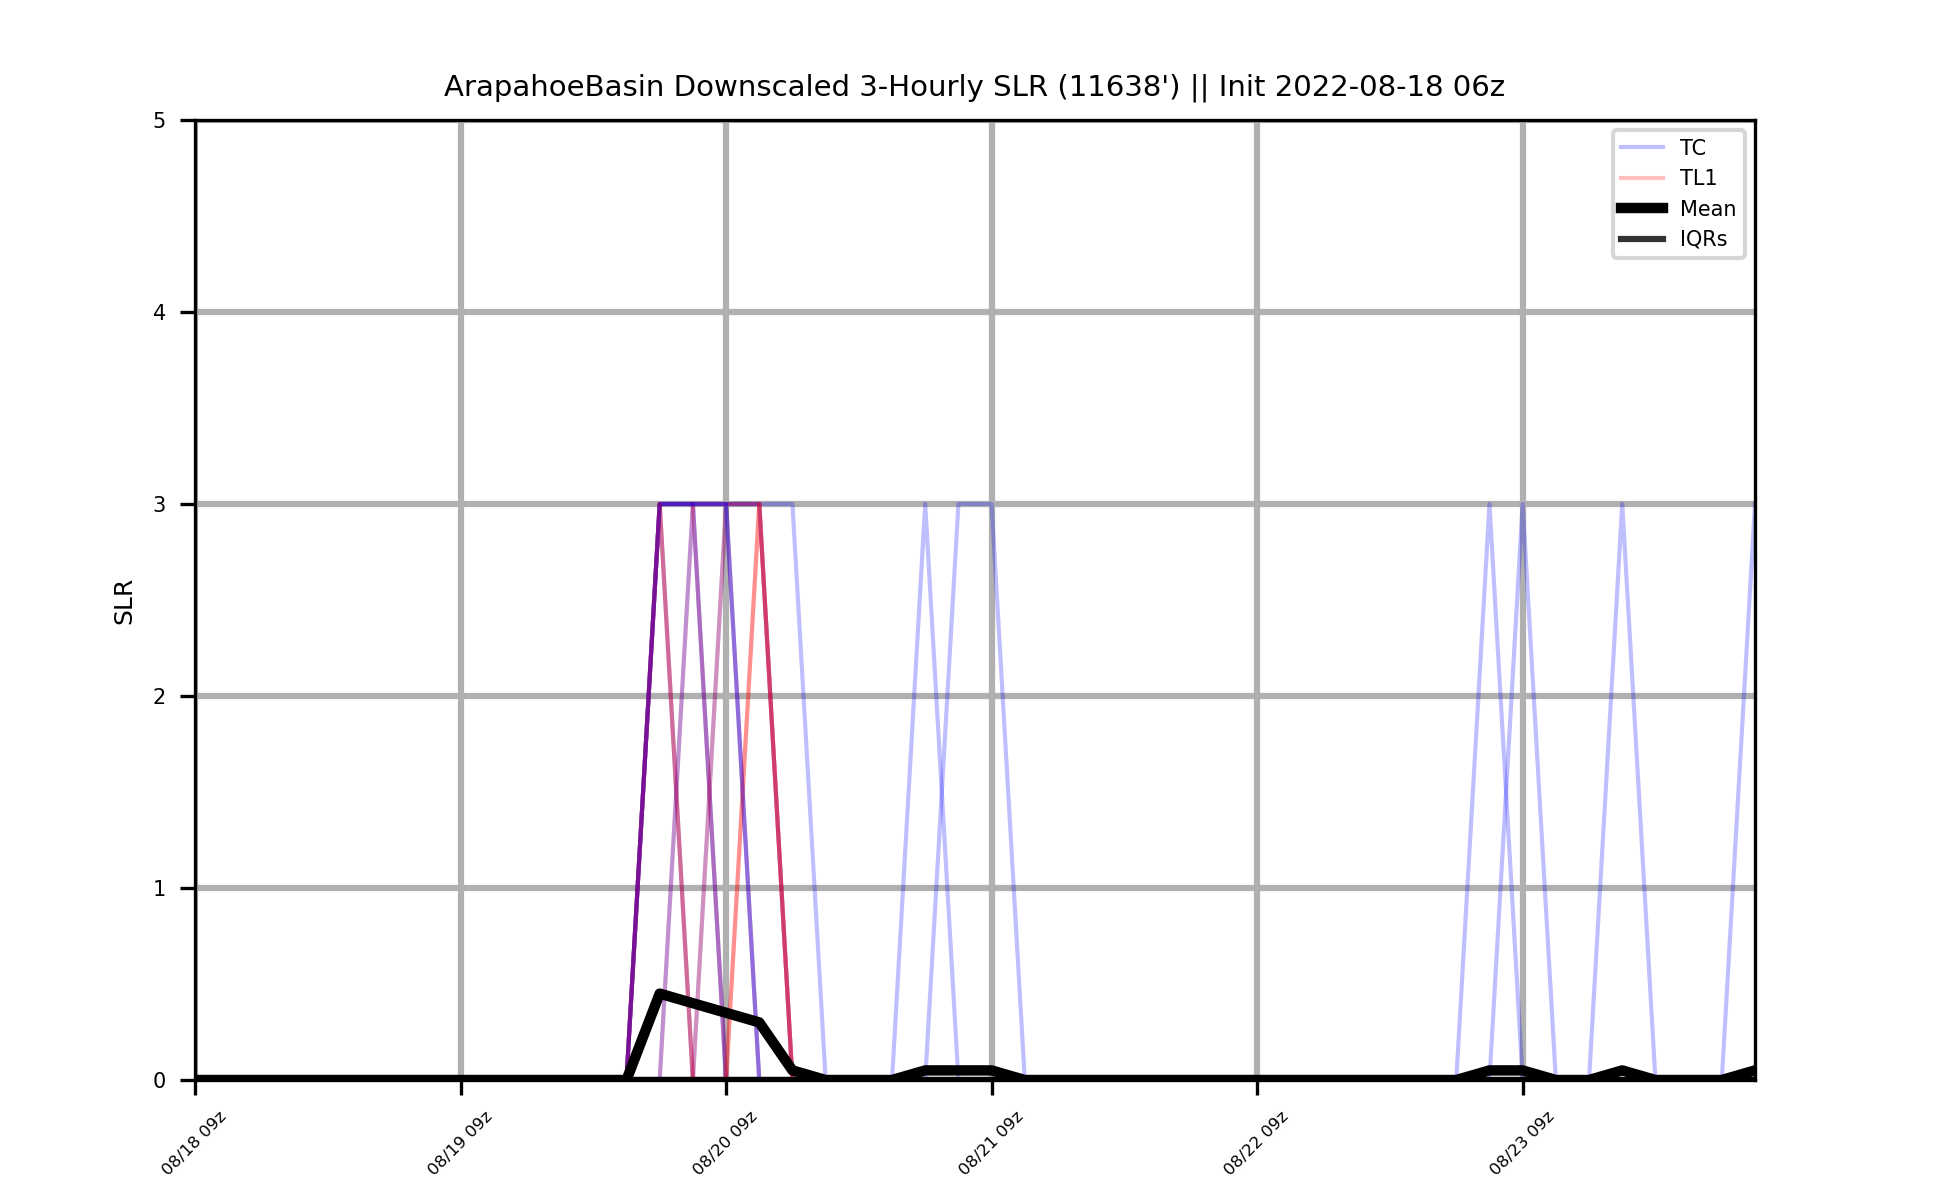 ArapahoeBasin Downscaled 3-Hourly SLR (11638') || Init 2022-08-18 06z
TC
TL1
Mean
IQRs
SLR
5
4
3
2
1
0
08/18 09z
08/19 09z
08/20 09z
08/21 09z
08/22 09z
08/23 09z